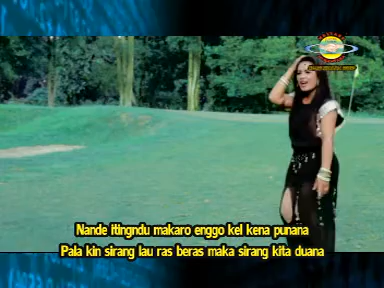 Nande itingndu makaro enggo kel kena punana
Pala kin sirang lau ras beras maka sirang kita duana